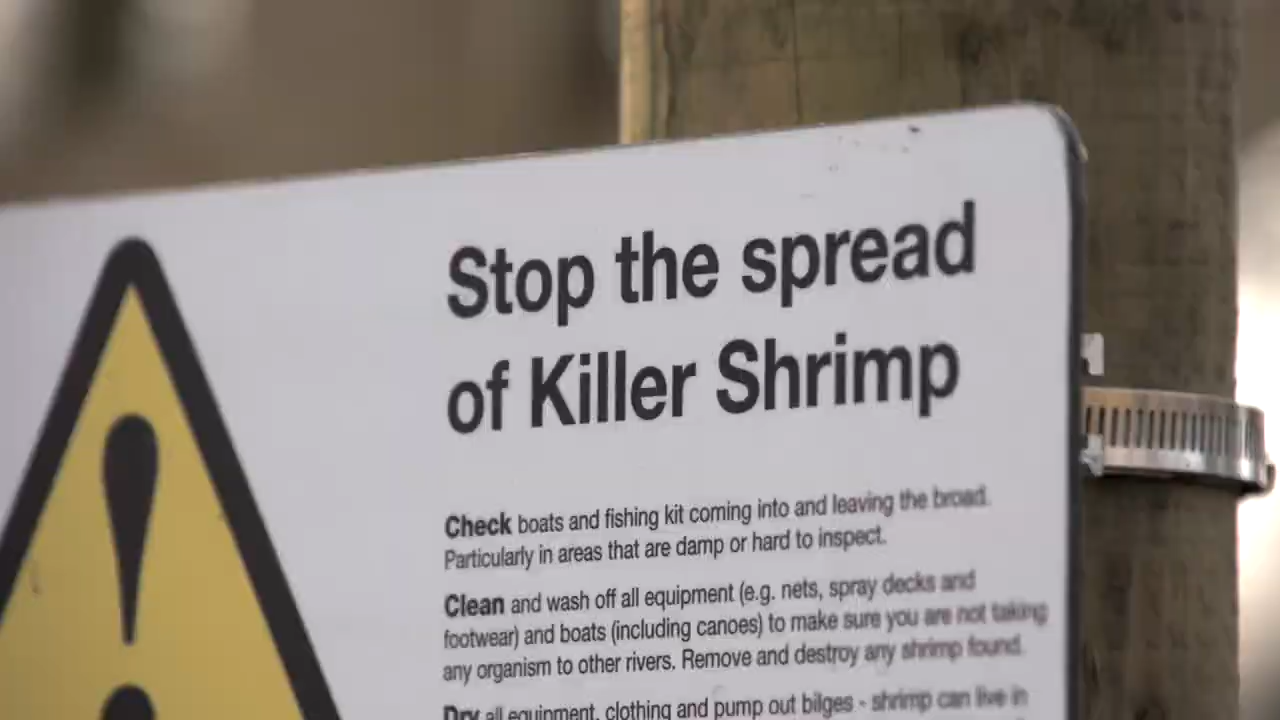 Stop the spread
of Killer Shrimp
Check boats and fishing kit coming into and leaving the broad.
Particularly in areas that are damp or hard to inspect.
Clean and wash off all equipment (e.g. nets, spray decks and
footwear) and boats (including canoes) to make sure you are not taking
any organism to other rivers. Remove and destroy any shrimp found.
Dry all equipment, clothing and pump out bilges - shrimp can live in